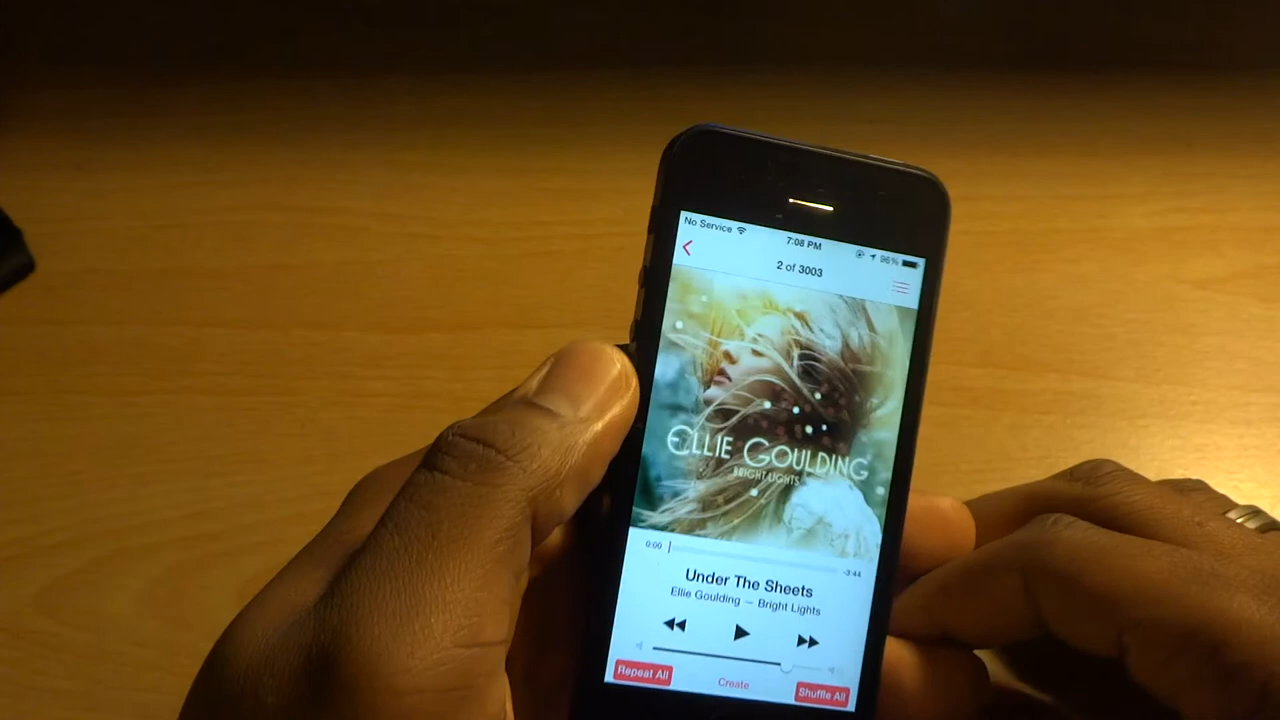 No Service 7:08 PM 96%
2 of 3003
ELLIE GOULDING
BRIGHT LIGHTS
0:00 -3:44
Under The Sheets
Ellie Goulding — Bright Lights
Repeat All Create Shuffle All